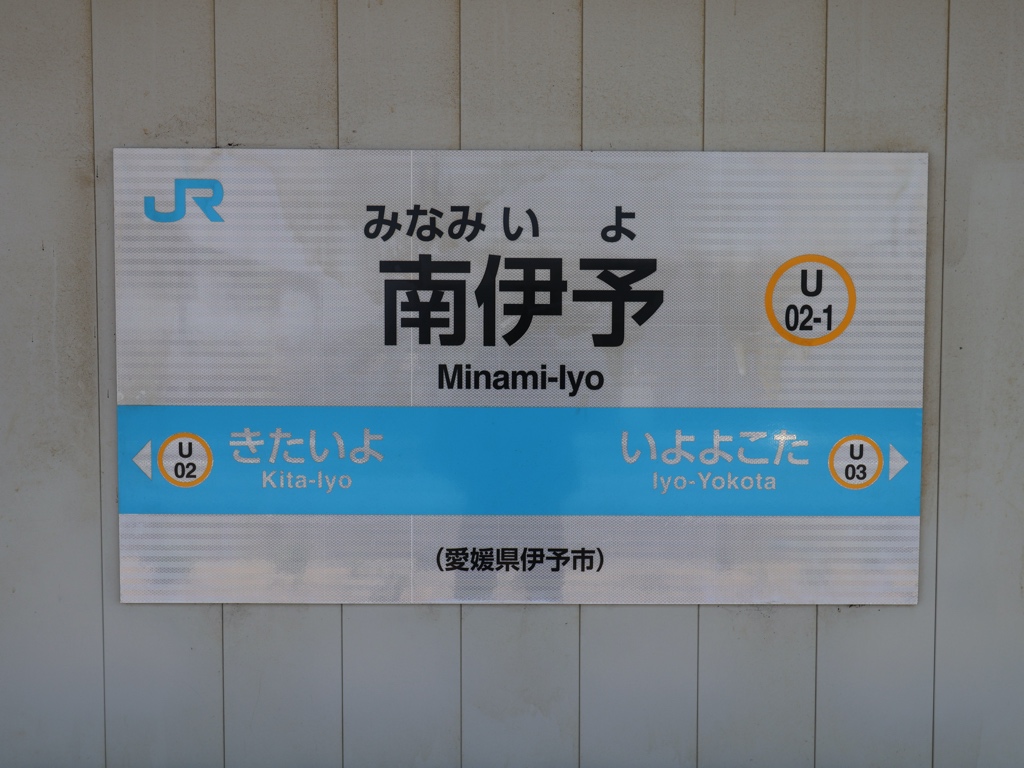 JR
みなみ い よ
南伊予
Minami-Iyo
U
02-1
U
02
きたいよ
Kita-Iyo
いよよこた
Iyo-Yokota
U
03
(愛媛県伊予市)